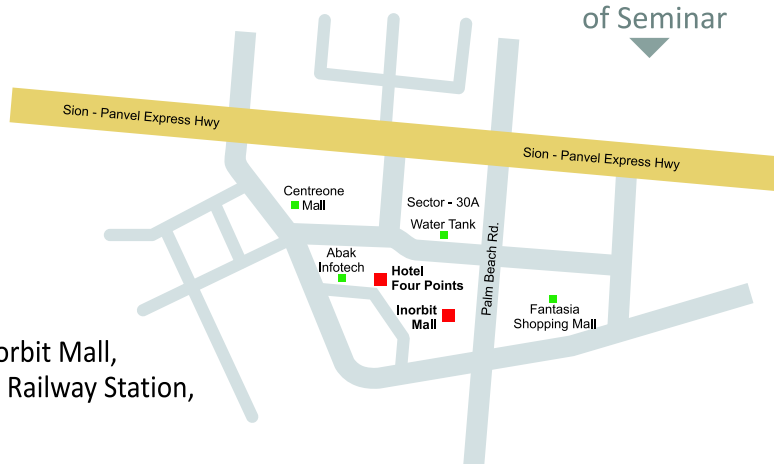 of Seminar
Sion - Panvel Express Hwy
Sion - Panvel Express Hwy
Centreone
Mall
Sector - 30A
Water Tank
Palm Beach Rd.
Abak
Infotech
Hotel
Four Points
Inorbit
Mall
Fantasia
Shopping Mall
orbit Mall,
Railway Station,